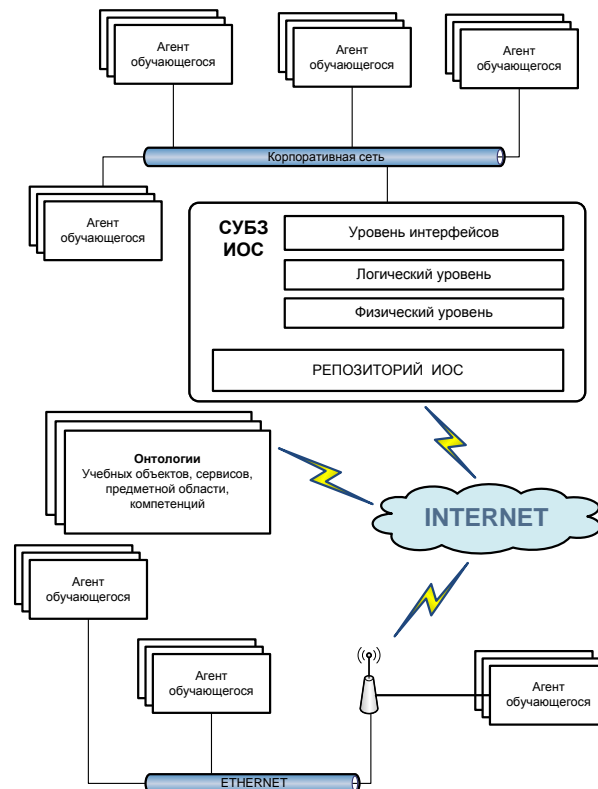 Агент
обучающегося
Агент
обучающегося
Агент
обучающегося
Корпоративная сеть
Агент
обучающегося
СУБЗ
ИОС
Уровень интерфейсов
Логический уровень
Физический уровень
РЕПОЗИТОРИЙ ИОС
Онтологии
Учебных объектов, сервисов,
предметной области,
компетенций
INTERNET
Агент
обучающегося
Агент
обучающегося
Агент
обучающегося
ETHERNET